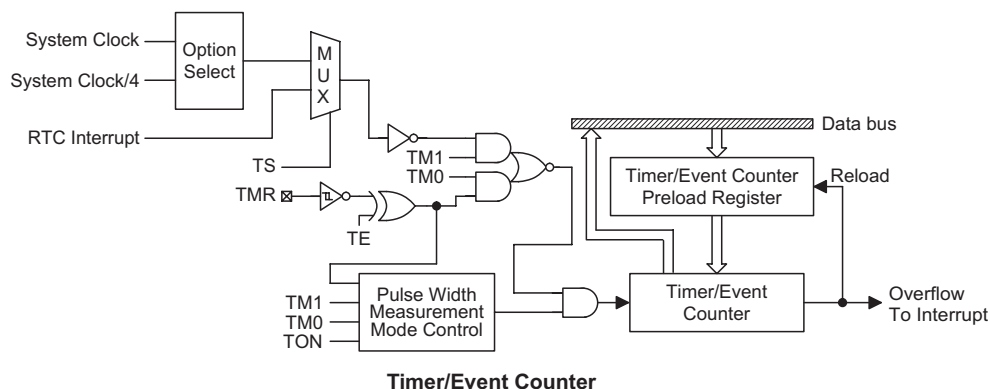 System Clock
System Clock/4
Option
Select
M
U
X
RTC Interrupt
TS
TM1
TM0
TMR
TE
Data bus
Timer/Event Counter
Preload Register
Reload
TM1
TM0
TON
Pulse Width
Measurement
Mode Control
Timer/Event
Counter
Overflow
To Interrupt
Timer/Event Counter